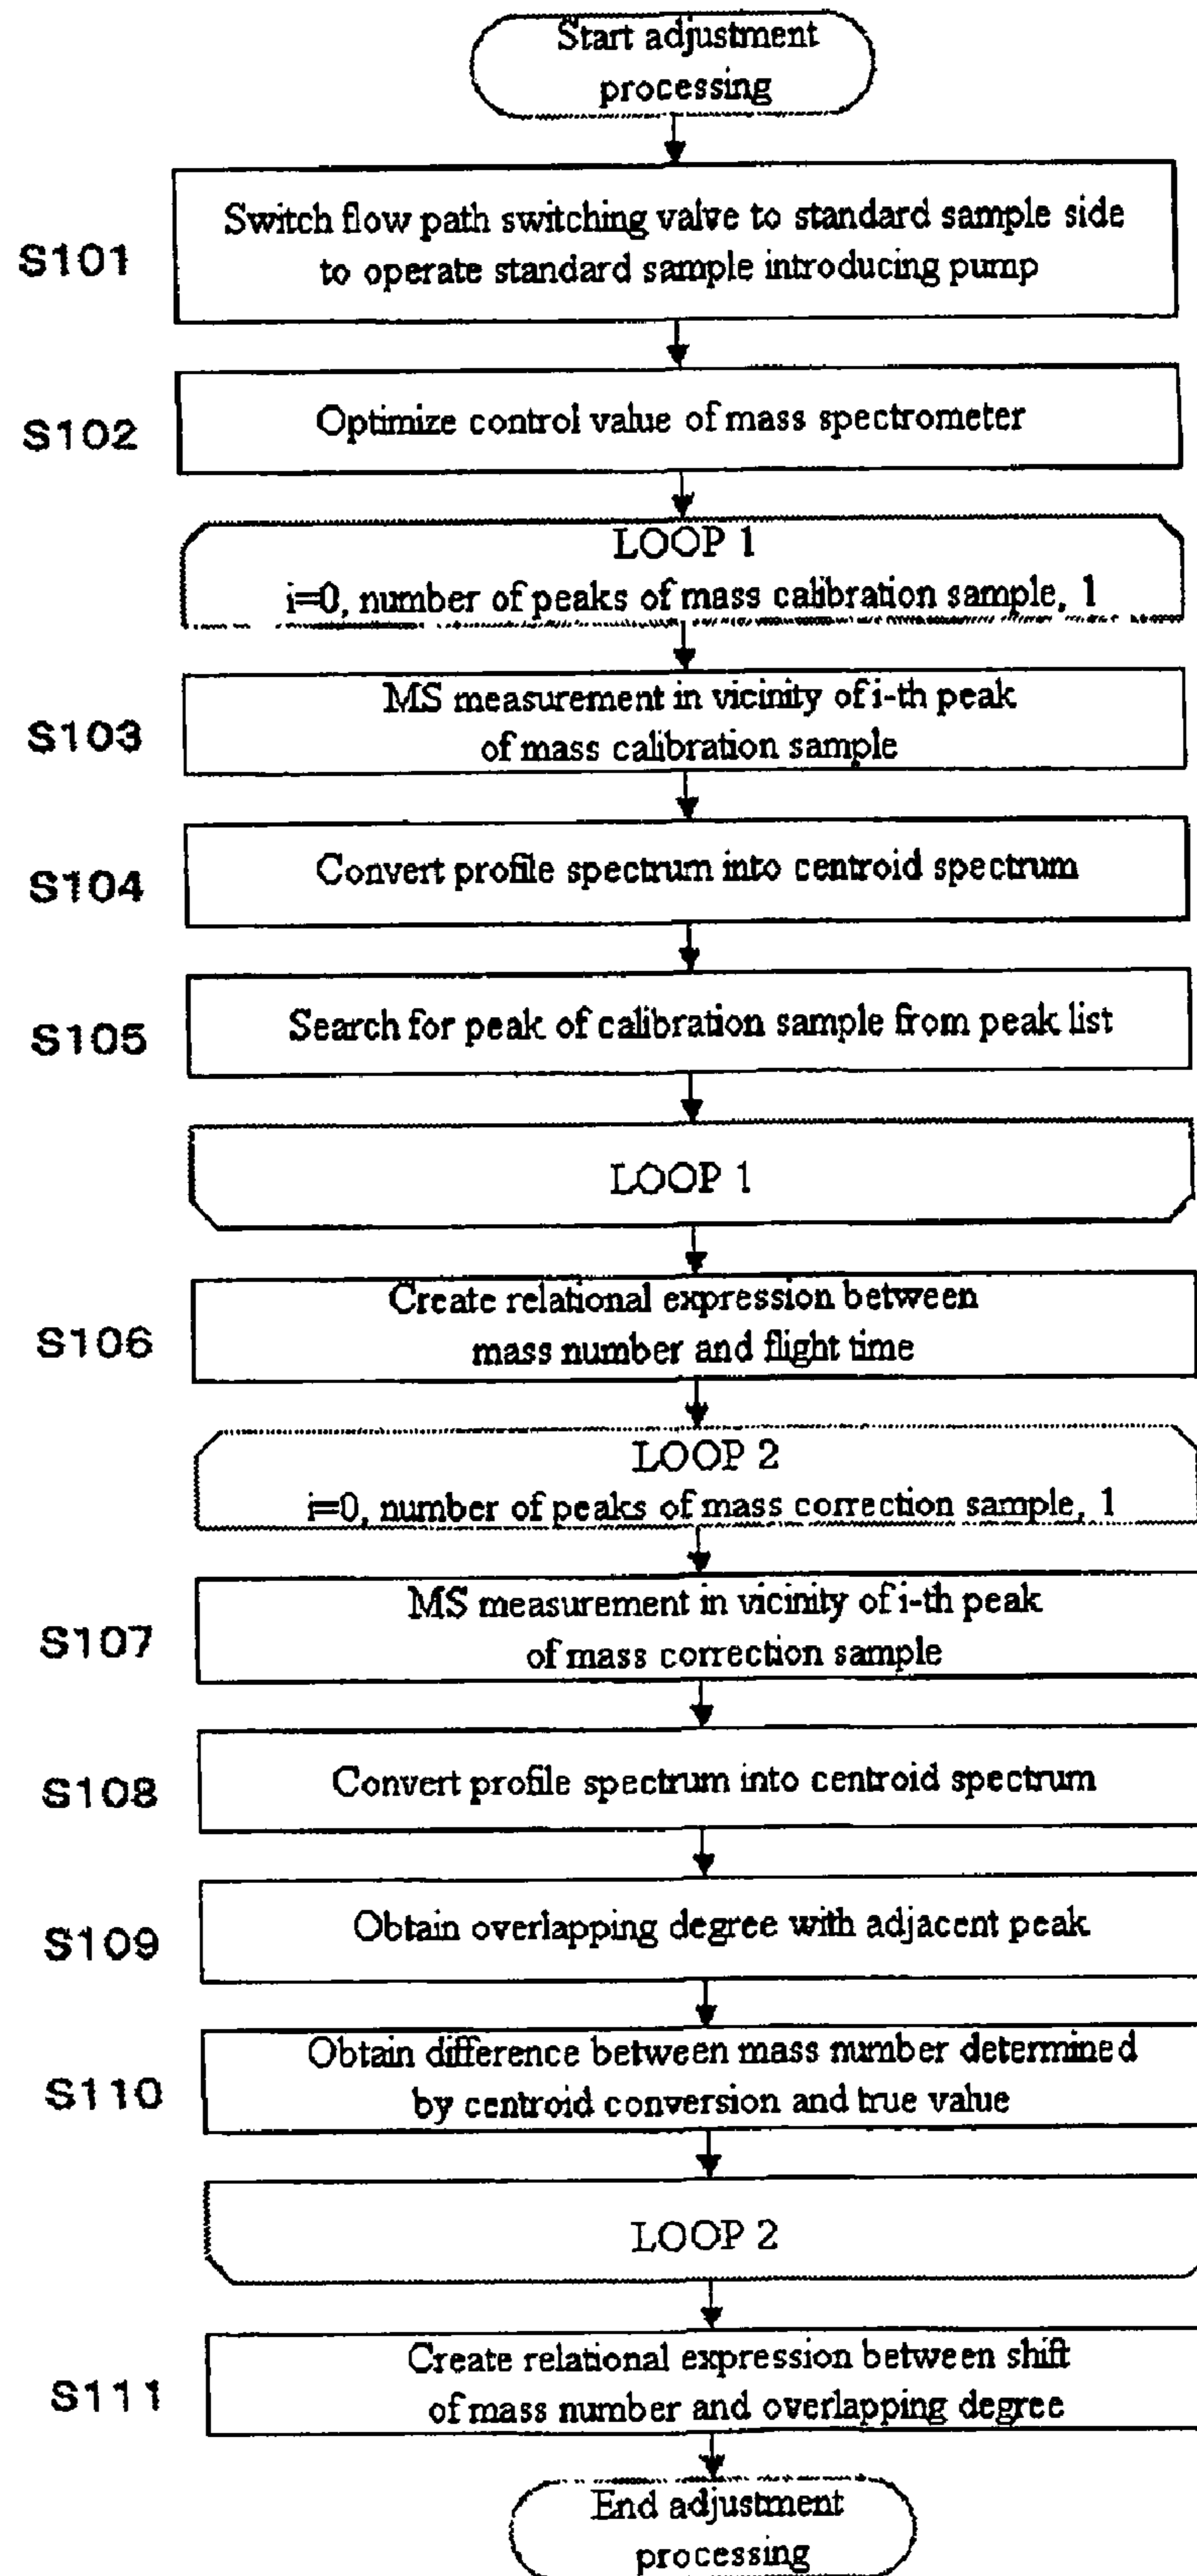 Start adjustment
processing
S101
Switch flow path switching valve to standard sample side
to operate standard sample introducing pump
S102
Optimize control value of mass spectrometer
LOOP 1
i=0, number of peaks of mass calibration sample, 1
S103
MS measurement in vicinity of i-th peak
of mass calibration sample
S104
Convert profile spectrum into centroid spectrum
S105
Search for peak of calibration sample from peak list
LOOP 1
S106
Create relational expression between
mass number and flight time
LOOP 2
i=0, number of peaks of mass correction sample, 1
S107
MS measurement in vicinity of i-th peak
of mass correction sample
S108
Convert profile spectrum into centroid spectrum
S109
Obtain overlapping degree with adjacent peak
S110
Obtain difference between mass number determined
by centroid conversion and true value
LOOP 2
S111
Create relational expression between shift
of mass number and overlapping degree
End adjustment
processing